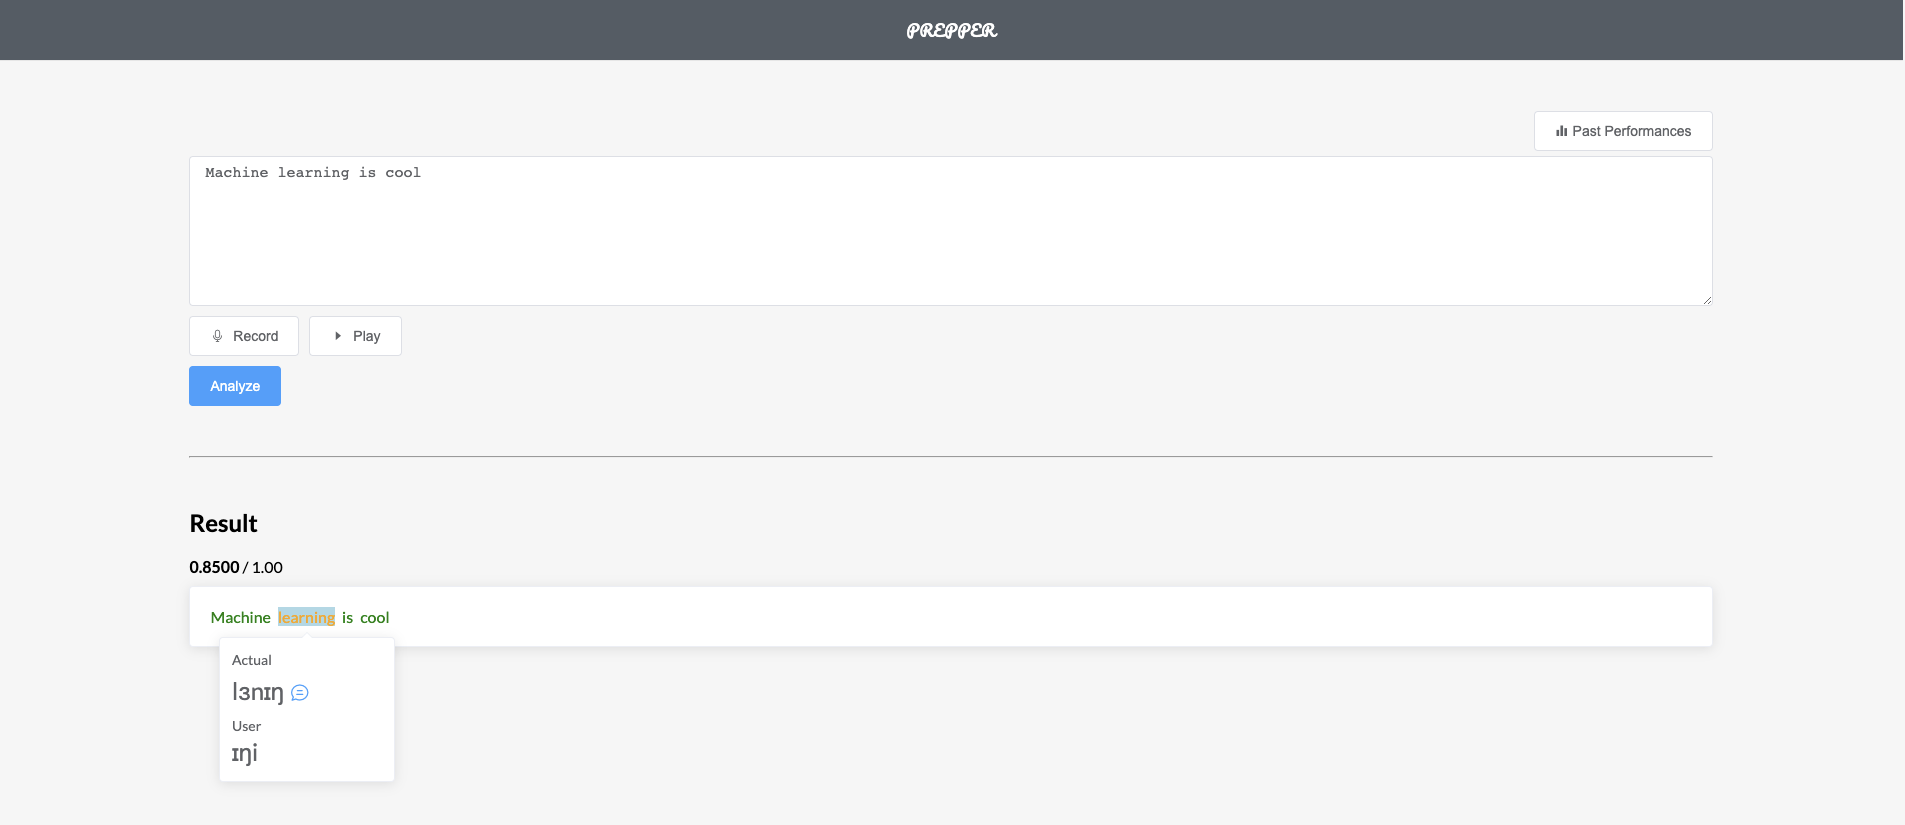 PREPPER
Past Performances
Machine learning is cool
Record
Play
Analyze
Result
0.8500 / 1.00
Machine learning is cool
Actual
lɜnɪŋ
User
ɪŋi